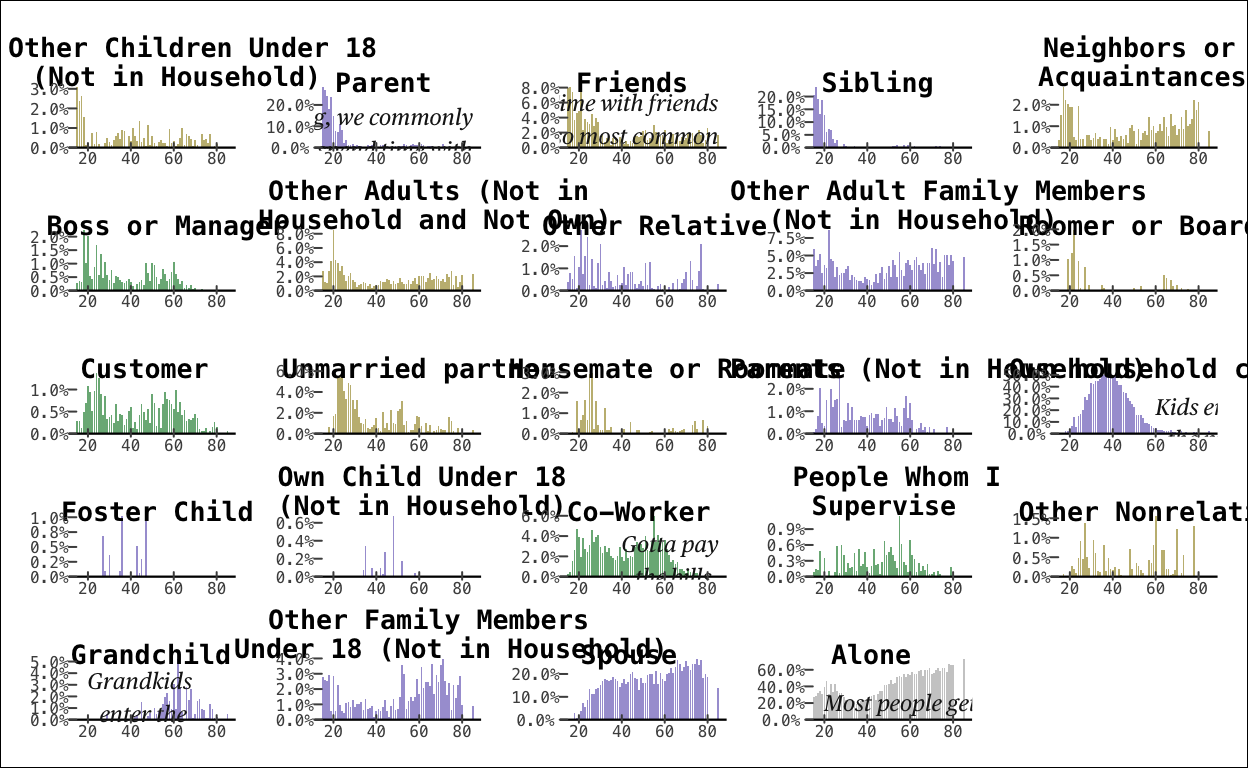 Other Children Under 18
(Not in Household)
3.0%
2.0%
1.0%
0.0%
20 40 60 80
Parent
20.0%
10.0%
0.0%
g, we commonly
20 40 60 80
Friends
8.0%
6.0%
4.0%
2.0%
0.0%
ime with friends
o most common
20 40 60 80
Sibling
20.0%
15.0%
10.0%
5.0%
0.0%
20 40 60 80
Neighbors or
Acquaintances
2.0%
1.0%
0.0%
20 40 60 80
Boss or Manager
2.0%
1.5%
1.0%
0.5%
0.0%
20 40 60 80
Other Adults (Not in
Household and Not Own)
8.0%
6.0%
4.0%
2.0%
0.0%
20 40 60 80
Other Relative
2.0%
1.0%
0.0%
20 40 60 80
Other Adult Family Members
(Not in Household)
7.5%
5.0%
2.5%
0.0%
20 40 60 80
Roomer or Board
1.5%
1.0%
0.5%
0.0%
20 40 60 80
Customer
1.0%
0.5%
0.0%
20 40 60 80
Unmarried partner
6.0%
4.0%
2.0%
0.0%
20 40 60 80
Housemate or Roommate
2.0%
1.0%
0.0%
20 40 60 80
Parents (Not in Household)
2.0%
1.0%
0.0%
20 40 60 80
Own household c
40.0%
30.0%
20.0%
10.0%
0.0%
Kids en
20 40 60 80
Foster Child
1.0%
0.8%
0.5%
0.2%
0.0%
20 40 60 80
Own Child Under 18
(Not in Household)
0.6%
0.4%
0.2%
0.0%
20 40 60 80
Co-Worker
6.0%
4.0%
2.0%
0.0%
Gotta pay
the bills
20 40 60 80
People Whom I
Supervise
0.9%
0.6%
0.3%
0.0%
20 40 60 80
Other Nonrelati
1.5%
1.0%
0.5%
0.0%
20 40 60 80
Grandchild
5.0%
4.0%
3.0%
2.0%
1.0%
0.0%
Grandkids
enter the
20 40 60 80
Other Family Members
Under 18 (Not in Household)
4.0%
3.0%
2.0%
1.0%
0.0%
20 40 60 80
Spouse
20.0%
10.0%
0.0%
20 40 60 80
Alone
60.0%
40.0%
20.0%
0.0%
Most people get
20 40 60 80